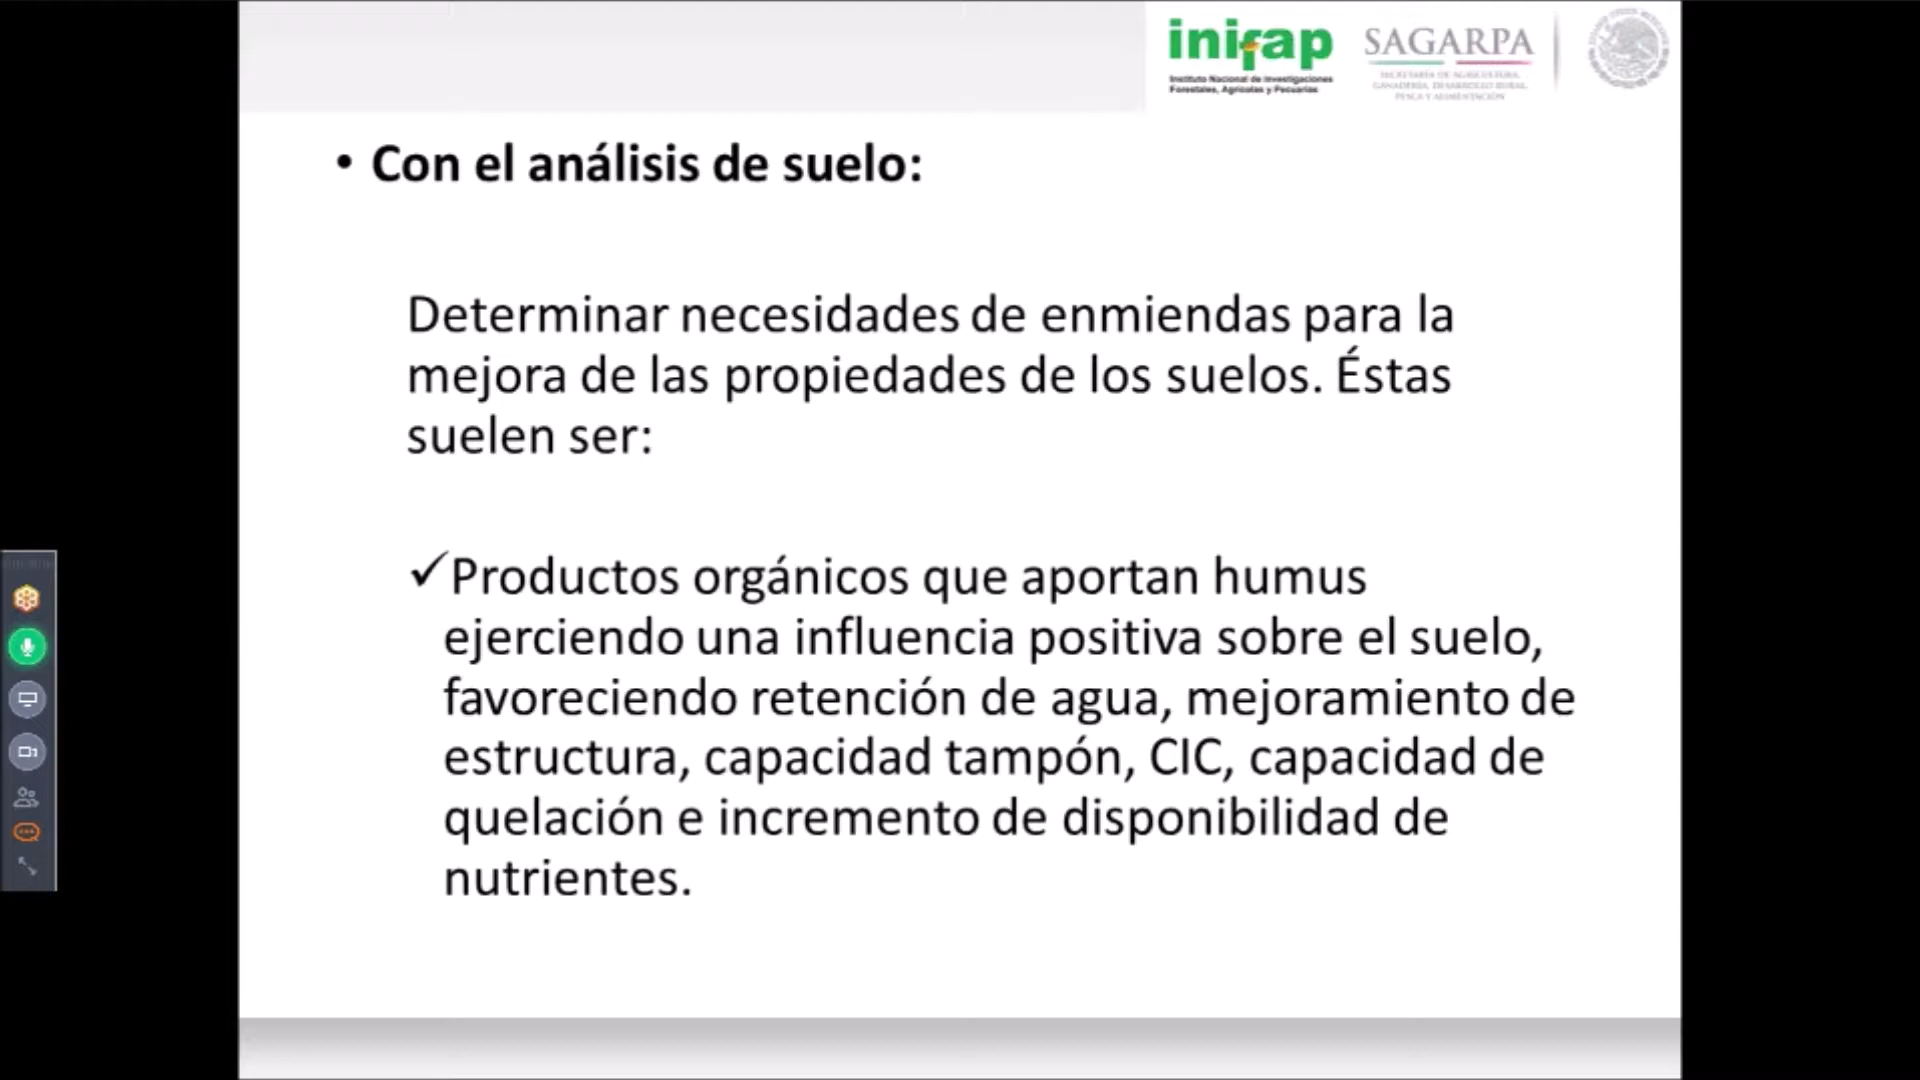 inifap
Instituto Nacional de Investigaciones
Forestales, Agrícolas y Pecuarias
SAGARPA
SECRETARÍA DE AGRICULTURA,
GANADERÍA, DESARROLLO RURAL,
PESCA Y ALIMENTACIÓN
• Con el análisis de suelo:
Determinar necesidades de enmiendas para la
mejora de las propiedades de los suelos. Éstas
suelen ser:
✓Productos orgánicos que aportan humus
ejerciendo una influencia positiva sobre el suelo,
favoreciendo retención de agua, mejoramiento de
estructura, capacidad tampón, CIC, capacidad de
quelación e incremento de disponibilidad de
nutrientes.